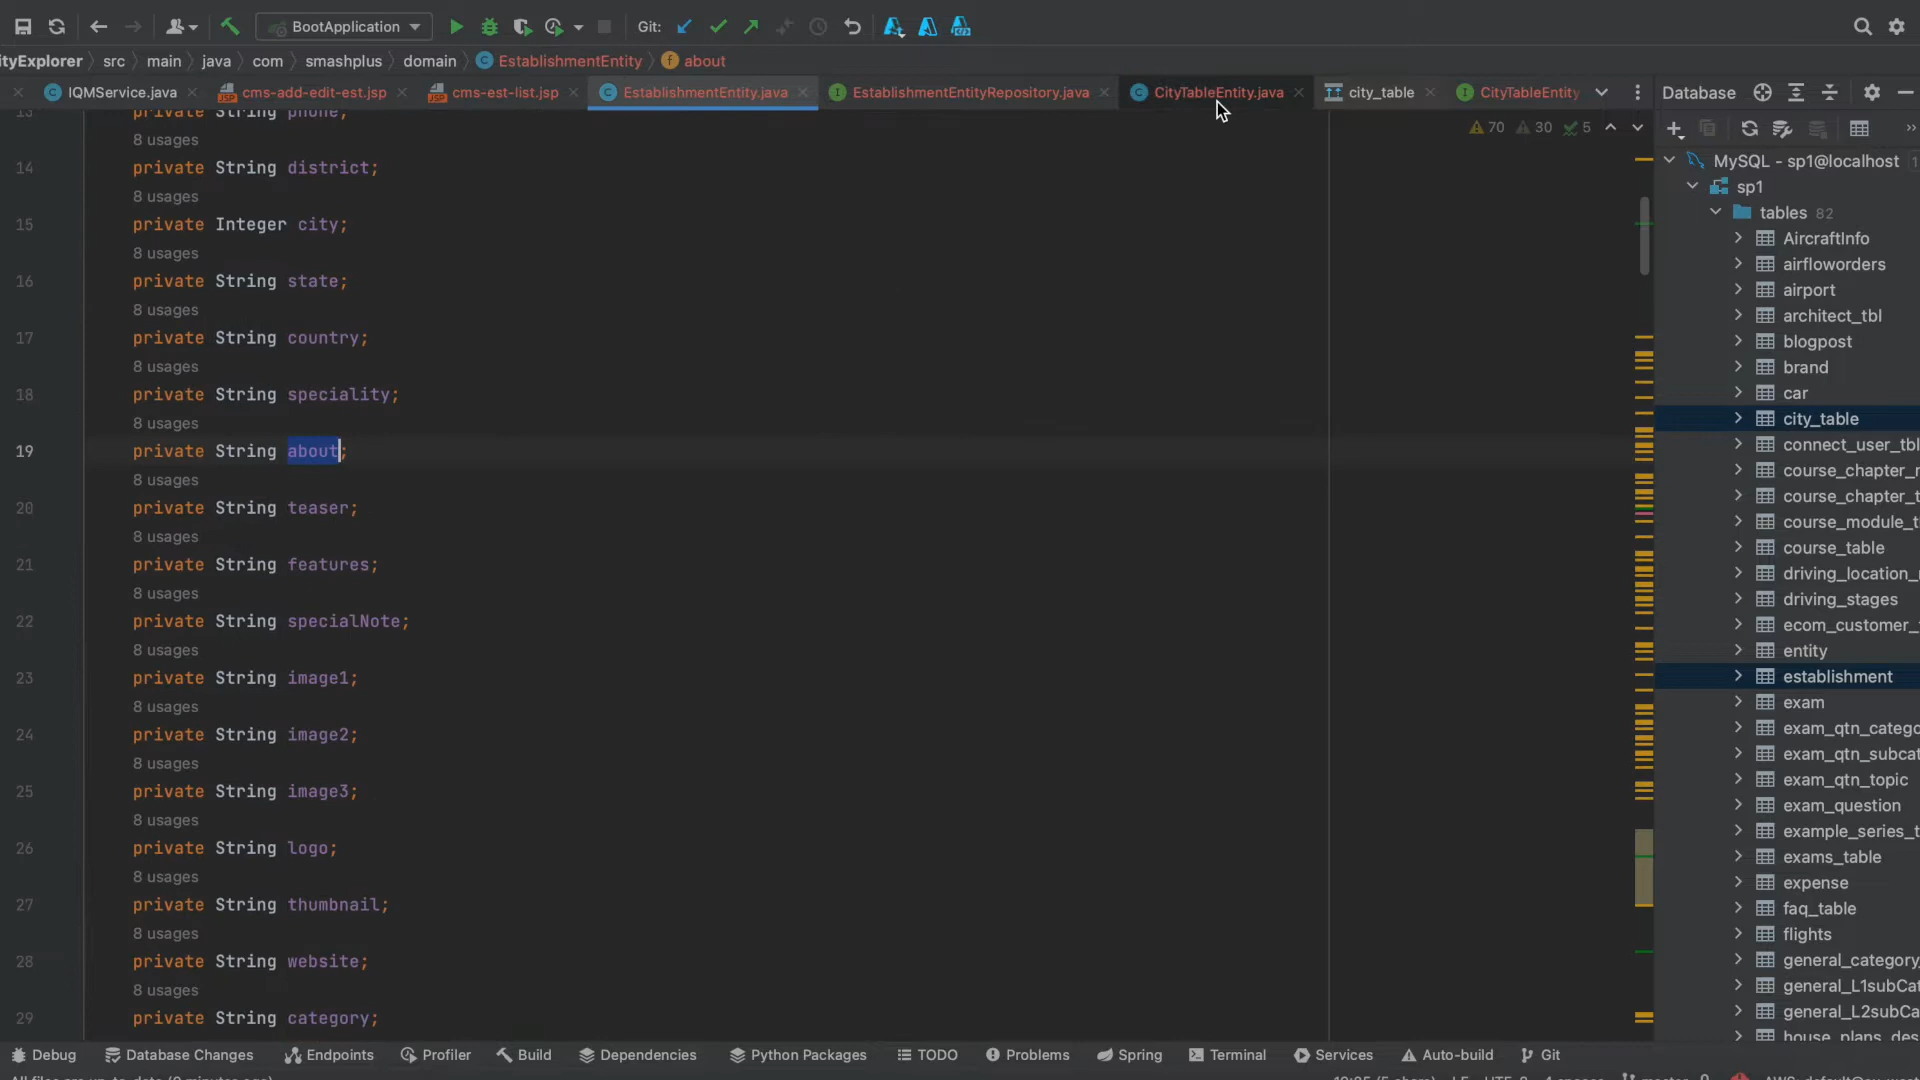 BootApplication
Git:
ityExplorer src main java com smashplus domain EstablishmentEntity about
IQMService.java cms-add-edit-est.jsp cms-est-list.jsp EstablishmentEntity.java EstablishmentEntityRepository.java CityTableEntity.java city_table CityTableEntity
Database
70 30 5
13 private String phone;
8 usages
14 private String district;
8 usages
15 private Integer city;
8 usages
16 private String state;
8 usages
17 private String country;
8 usages
18 private String speciality;
8 usages
19 private String about;
8 usages
20 private String teaser;
8 usages
21 private String features;
8 usages
22 private String specialNote;
8 usages
23 private String image1;
8 usages
24 private String image2;
8 usages
25 private String image3;
8 usages
26 private String logo;
8 usages
27 private String thumbnail;
8 usages
28 private String website;
8 usages
29 private String category;
MySQL - sp1@localhost 1
sp1
tables 82
AircraftInfo
airfloworders
airport
architect_tbl
blogpost
brand
car
city_table
connect_user_tbl
course_chapter_r
course_chapter_t
course_module_t
course_table
driving_location_
driving_stages
ecom_customer_
entity
establishment
exam
exam_qtn_catego
exam_qtn_subcat
exam_qtn_topic
exam_question
example_series_t
exams_table
expense
faq_table
flights
general_category_
general_L1subCat
general_L2subCa
house_plans_des
Debug Database Changes Endpoints Profiler Build Dependencies Python Packages TODO Problems Spring Terminal Services Auto-build Git